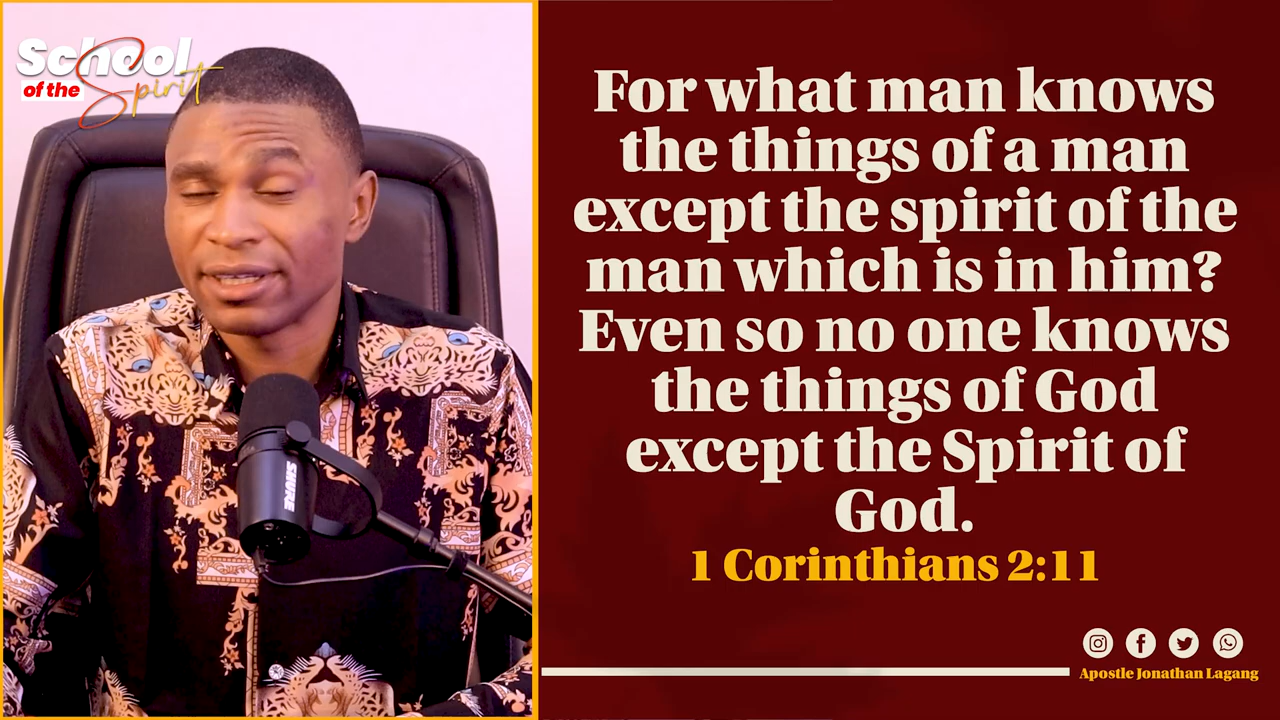 School
of the Spirit
For what man knows
the things of a man
except the spirit of the
man which is in him?
Even so no one knows
the things of God
except the Spirit of
God.
1 Corinthians 2:11
SHURE
Apostle Jonathan Lagang